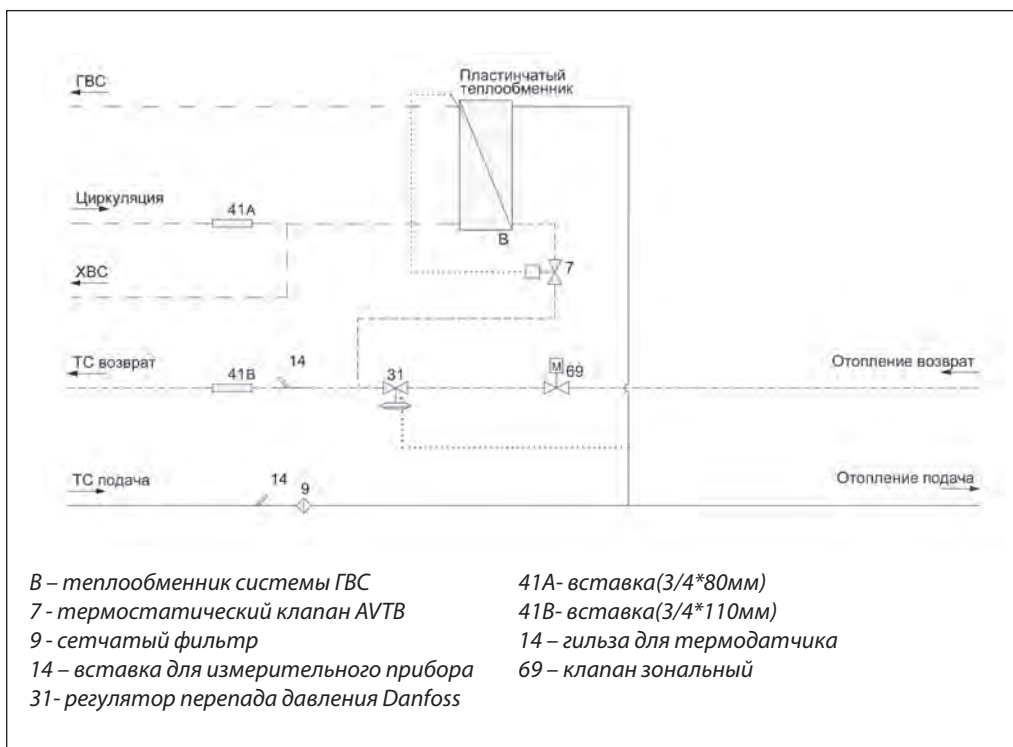 ГВС
Пластинчатый
теплообменник
Циркуляция
41А
В
ХВС
7
ТС возврат
41В
14
31
М
69
Отопление возврат
ТС подача
14
9
Отопление подача
В – теплообменник системы ГВС
7 - термостатический клапан AVTB
9 - сетчатый фильтр
14 – вставка для измерительного прибора
31- регулятор перепада давления Danfoss
41А- вставка(3/4*80мм)
41В- вставка(3/4*110мм)
14 – гильза для термодатчика
69 – клапан зональный